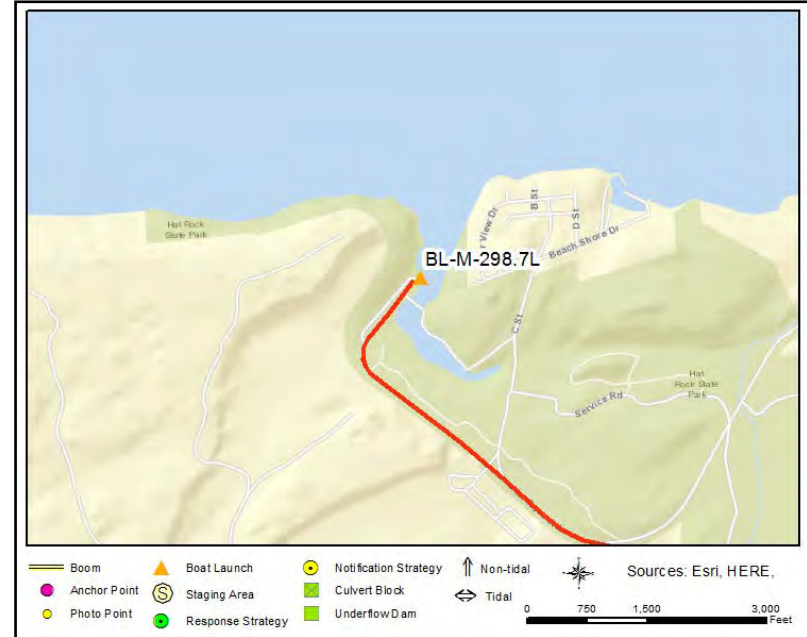 Hat Rock
State Park
View Dr
B St
D St
Beach Shore Dr
BL-M-298.7L
C St
Hat
Rock State
Park
Service Rd
Boom
Boat Launch
Notification Strategy
Non-tidal
Sources: Esri, HERE,
Anchor Point
S Staging Area
Culvert Block
Tidal
Photo Point
Response Strategy
Underflow Dam
0 750 1,500 3,000
Feet